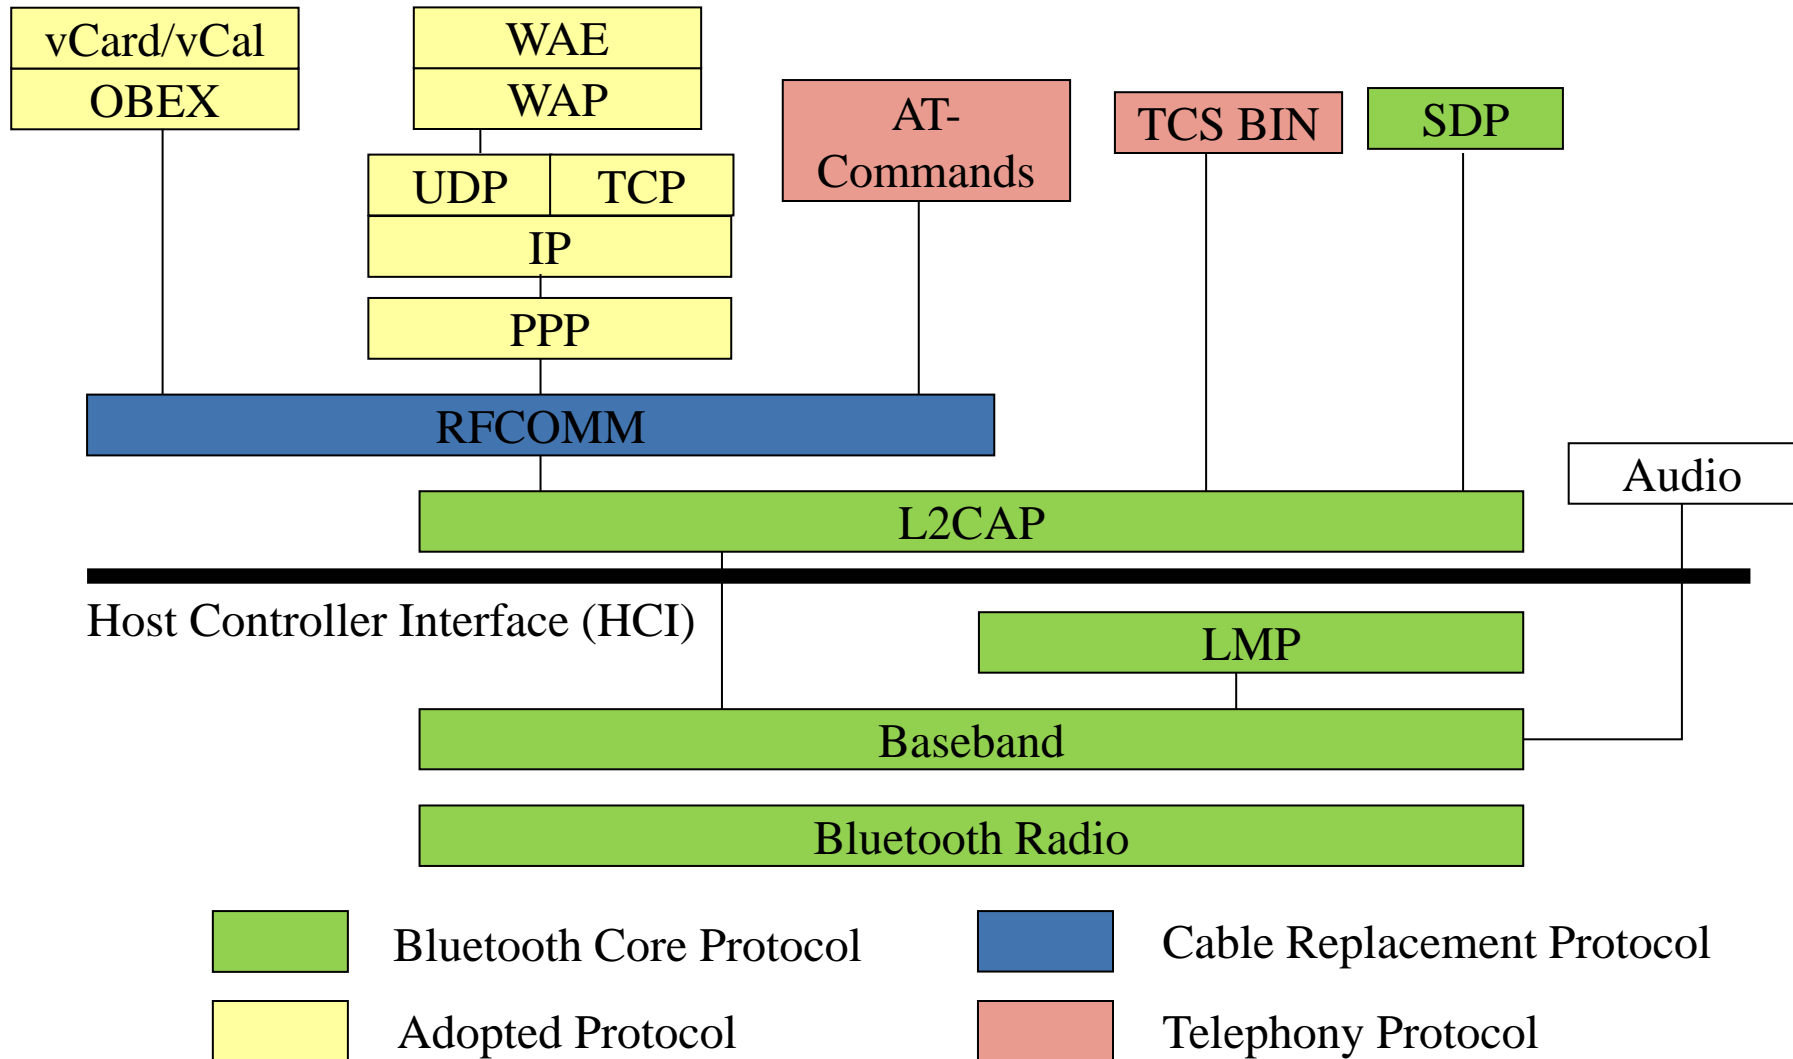 vCard/vCal
OBEX
WAE
WAP
UDP
TCP
IP
PPP
AT-
Commands
TCS BIN
SDP
RFCOMM
Audio
L2CAP
Host Controller Interface (HCI)
LMP
Baseband
Bluetooth Radio
Bluetooth Core Protocol
Cable Replacement Protocol
Adopted Protocol
Telephony Protocol